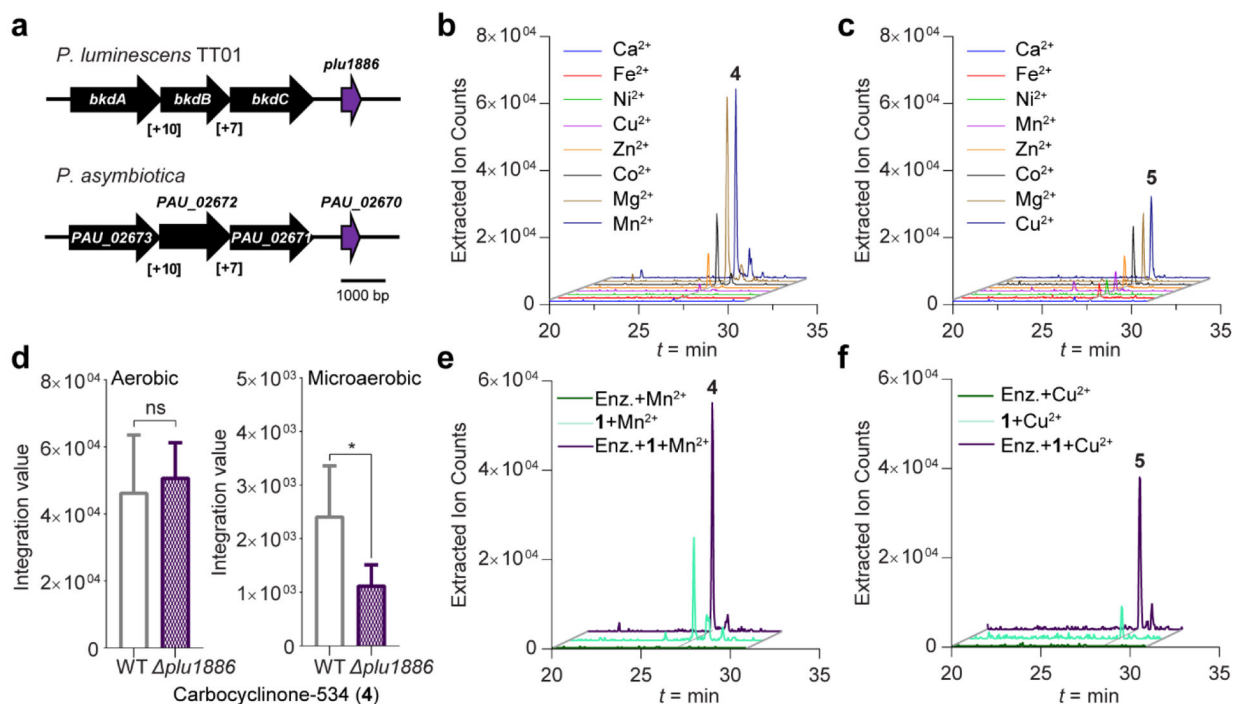 a
P. luminescens TT01
plu1886
bkdA
bkdB
bkdC
[+10]
[+7]
P. asymbiotica
PAU_02672
PAU_02670
PAU_02673
PAU_02671
[+10]
[+7]
1000 bp
b
Extracted Ion Counts
8×10⁰⁴
6×10⁰⁴
4×10⁰⁴
2×10⁰⁴
0
Ca²⁺
Fe²⁺
Ni²⁺
Cu²⁺
Zn²⁺
Co²⁺
Mg²⁺
Mn²⁺
4
20 25 30 35
t = min
c
Extracted Ion Counts
8×10⁰⁴
6×10⁰⁴
4×10⁰⁴
2×10⁰⁴
0
Ca²⁺
Fe²⁺
Ni²⁺
Mn²⁺
Zn²⁺
Co²⁺
Mg²⁺
Cu²⁺
5
20 25 30 35
t = min
d
Integration value
8×10⁰⁴
6×10⁰⁴
4×10⁰⁴
2×10⁰⁴
0
Aerobic
ns
WT Δplu1886
Integration value
5×10⁰³
4×10⁰³
3×10⁰³
2×10⁰³
1×10⁰³
0
Microaerobic
*
WT Δplu1886
Carbocyclinone-534 (4)
e
Extracted Ion Counts
6×10⁰⁴
4×10⁰⁴
2×10⁰⁴
0
Enz.+Mn²⁺
1+Mn²⁺
Enz.+1+Mn²⁺
4
20 25 30 35
t = min
f
Extracted Ion Counts
6×10⁰⁴
4×10⁰⁴
2×10⁰⁴
0
Enz.+Cu²⁺
1+Cu²⁺
Enz.+1+Cu²⁺
5
20 25 30 35
t = min